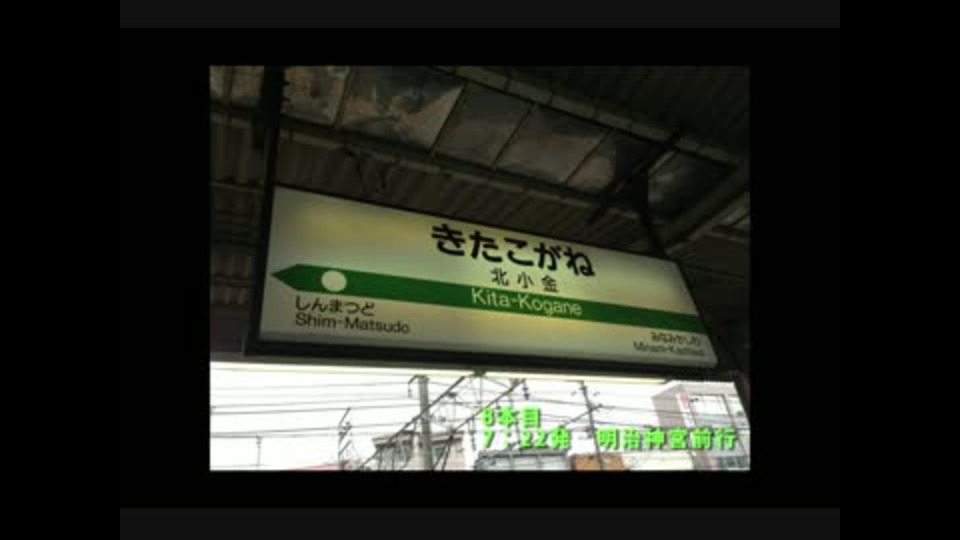 きたこがね
北小金
Kita-Kogane
しんまつど
Shim-Matsudo
みなみかしわ
Minami-Kashiwa
8本目
7:22発 明治神宮前行